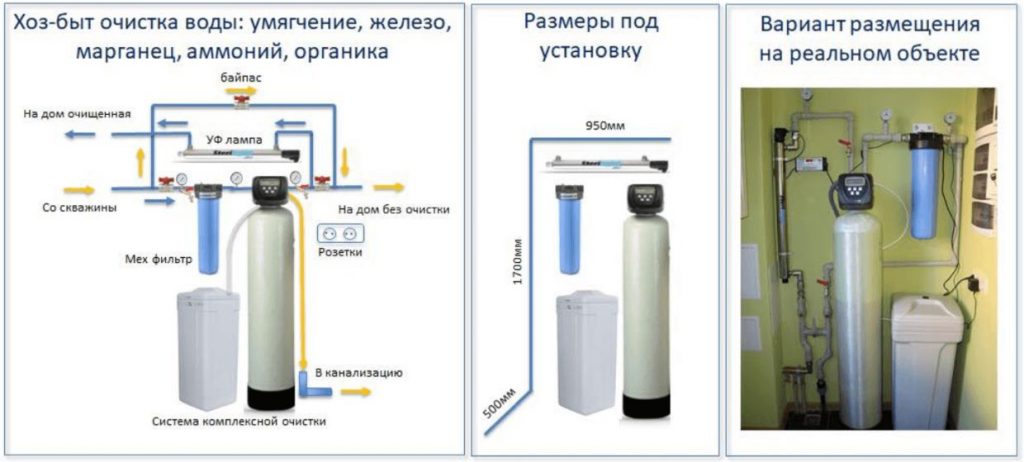 Хоз-быт очистка воды: умягчение, железо,
марганец, аммоний, органика
байпас
На дом очищенная
УФ лампа
Со скважины
На дом без очистки
Розетки
Мех фильтр
В канализацию
Система комплексной очистки
Размеры под
установку
950мм
1700мм
500мм
Вариант размещения
на реальном объекте